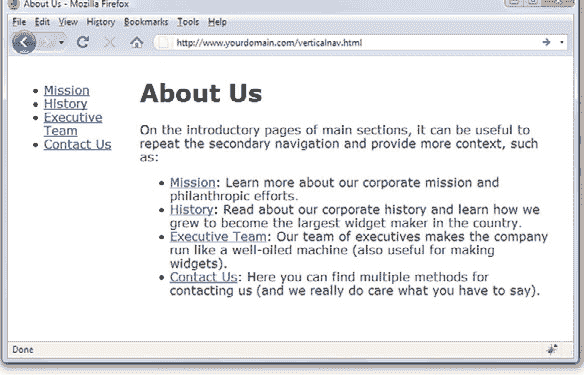 About Us - Mozilla Firefox
File Edit View History Bookmarks Tools Help
http://www.yourdomain.com/verticalnav.html
Mission
History
Executive
Team
Contact Us
About Us
On the introductory pages of main sections, it can be useful to
repeat the secondary navigation and provide more context, such
as:
Mission: Learn more about our corporate mission and
philanthropic efforts.
History: Read about our corporate history and learn how we
grew to become the largest widget maker in the country.
Executive Team: Our team of executives makes the company
run like a well-oiled machine (also useful for making
widgets).
Contact Us: Here you can find multiple methods for
contacting us (and we really do care what you have to say).
Done